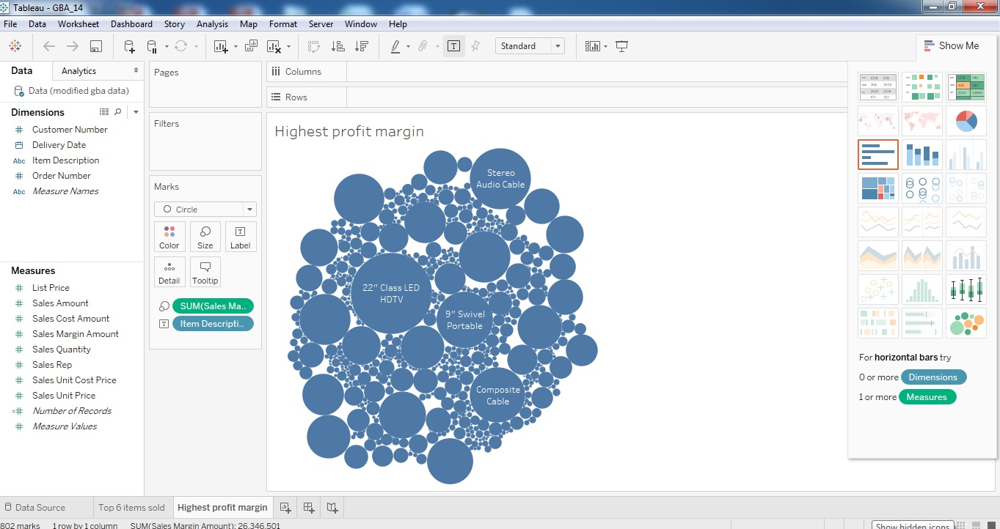 Tableau - GBA_14
File Data Worksheet Dashboard Story Analysis Map Format Server Window Help
Standard
Show Me
Data Analytics
Data (modified gba data)
Dimensions
Customer Number
Delivery Date
Abc Item Description
Order Number
Abc Measure Names
Measures
List Price
Sales Amount
Sales Cost Amount
Sales Margin Amount
Sales Quantity
Sales Rep
Sales Unit Cost Price
Sales Unit Price
Number of Records
Measure Values
Pages
Filters
Marks
Circle
Color Size Label
Detail Tooltip
SUM(Sales Ma..
Item Descripti..
Columns
Rows
Highest profit margin
Stereo
Audio Cable
22" Class LED
HDTV
9" Swivel
Portable
Composite
Cable
For horizontal bars try
0 or more Dimensions
1 or more Measures
Data Source Top 6 items sold Highest profit margin
802 marks 1 row by 1 column SUM(Sales Margin Amount): 26,346,501
Show hidden icons